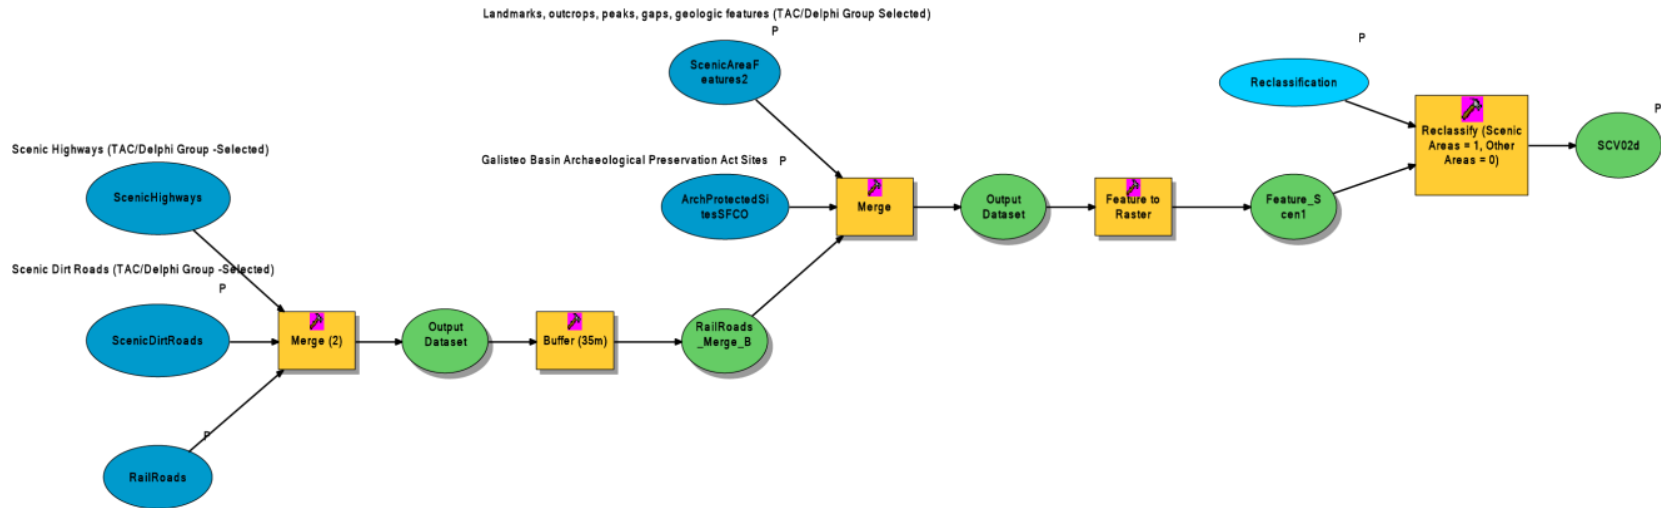 Landmarks, outcrops, peaks, gaps, geologic features (TAC/Delphi Group Selected)
P
ScenicAreaF
eatures2
P
Reclassification
Reclassify (Scenic
Areas = 1, Other
Areas = 0)
P
SCV02d
Scenic Highways (TAC/Delphi Group -Selected)
ScenicHighways
Galisteo Basin Archaeological Preservation Act Sites
P
ArchProtectedSi
tesSFCO
Merge
Output
Dataset
Feature to
Raster
Feature_S
cen1
Scenic Dirt Roads (TAC/Delphi Group -Selected)
P
ScenicDirtRoads
Merge (2)
Output
Dataset
Buffer (35m)
RailRoads
_Merge_B
P
RailRoads